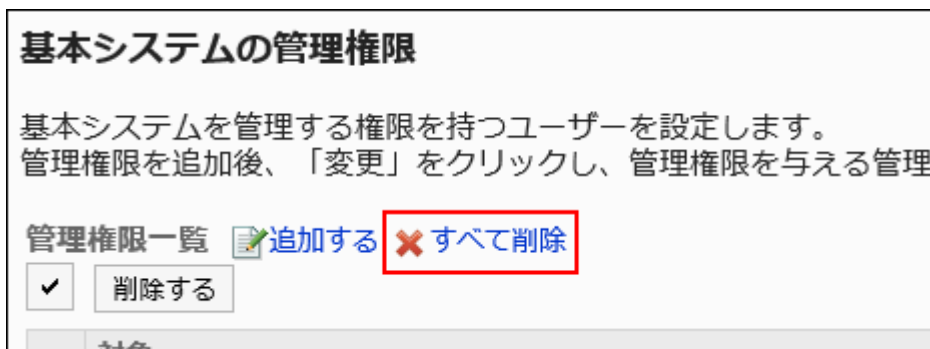 基本システムの管理権限
基本システムを管理する権限を持つユーザーを設定します。
管理権限を追加後、「変更」をクリックし、管理権限を与える管理
管理権限一覧 追加する すべて削除
削除する
対象